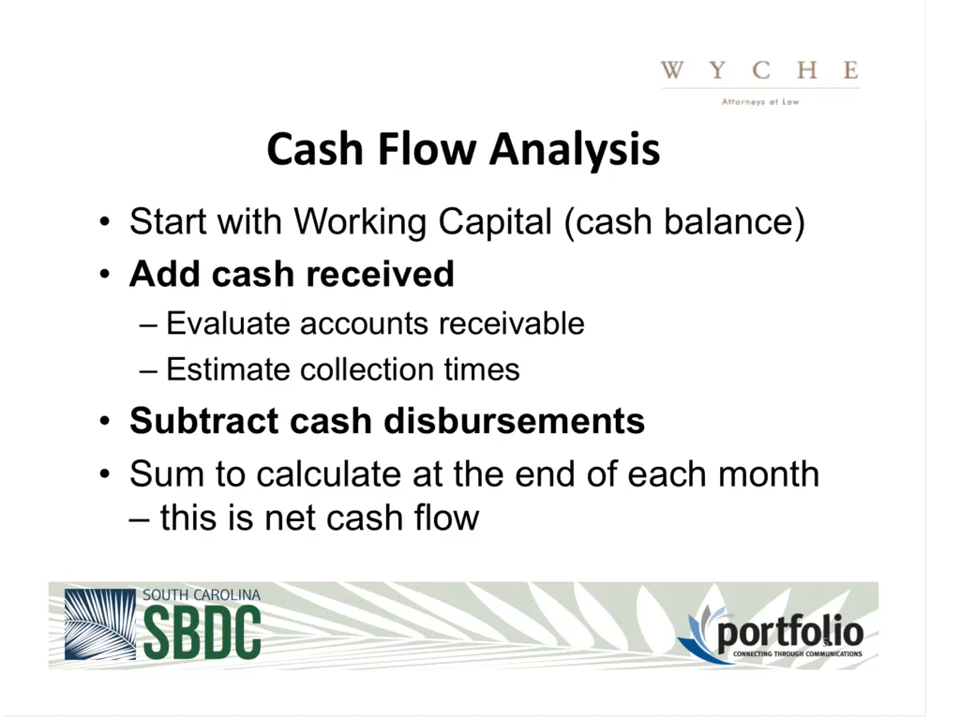 WYCHE
Attorneys at Law
Cash Flow Analysis
• Start with Working Capital (cash balance)
• Add cash received
– Evaluate accounts receivable
– Estimate collection times
• Subtract cash disbursements
• Sum to calculate at the end of each month
– this is net cash flow
SOUTH CAROLINA
SBDC
portfolio
CONNECTING THROUGH COMMUNICATIONS